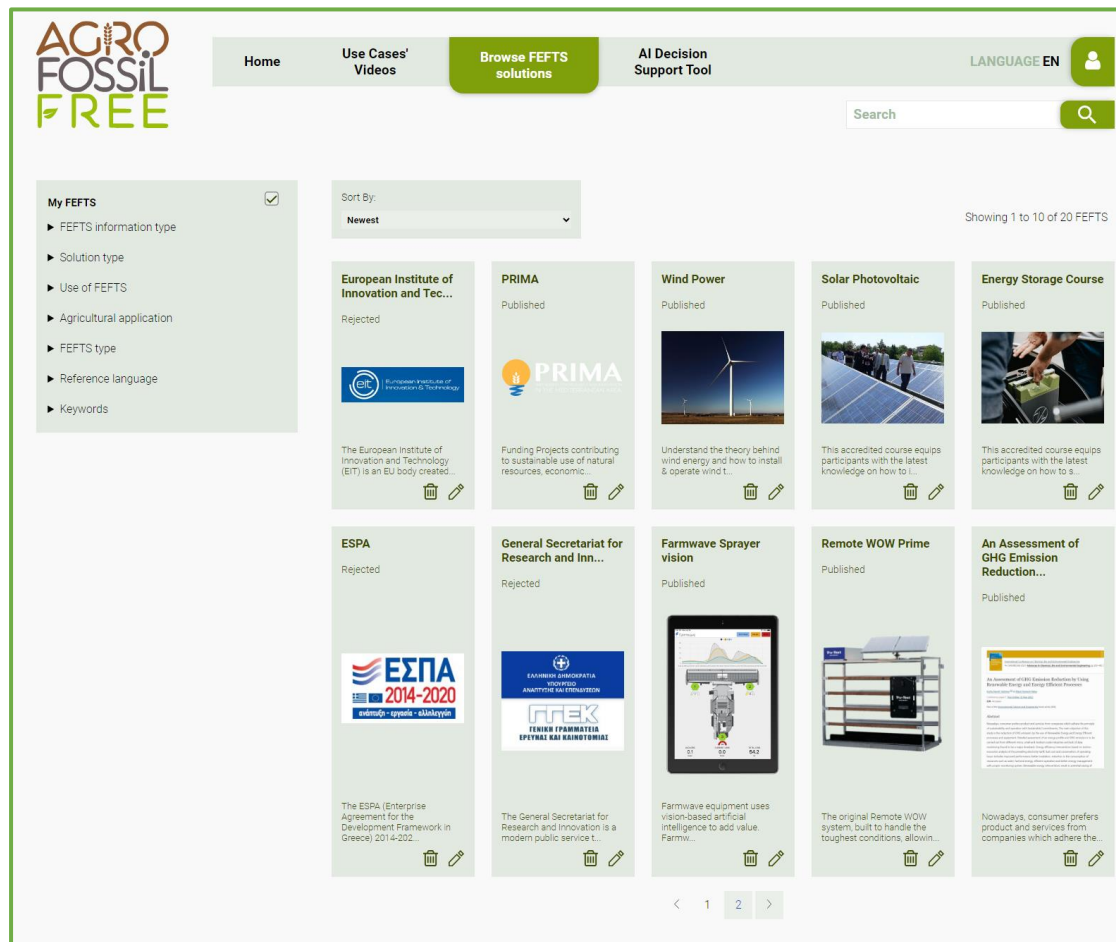 AGRO
FOSSiL
FREE
Home
Use Cases'
Videos
Browse FEFTS
solutions
AI Decision
Support Tool
LANGUAGE EN
Search
My FEFTS
FEFTS information type
Solution type
Use of FEFTS
Agricultural application
FEFTS type
Reference language
Keywords
Sort By:
Newest
Showing 1 to 10 of 20 FEFTS
European Institute of
Innovation and Tec...
Rejected
eit
European Institute of
Innovation & Technology
The European Institute of
Innovation and Technology
(EIT) is an EU body created...
PRIMA
Published
PRIMA
Funding Projects contributing
to sustainable use of natural
resources, economic...
Wind Power
Published
Understand the theory behind
wind energy and how to install
& operate wind t...
Solar Photovoltaic
Published
This accredited course equips
participants with the latest
knowledge on how to i...
Energy Storage Course
Published
This accredited course equips
participants with the latest
knowledge on how to s...
ESPA
Rejected
ΕΣΠΑ
2014-2020
ανάπτυξη - εργασία - αλληλεγγύη
The ESPA (Enterprise
Agreement for the
Development Framework in
Greece) 2014-202...
General Secretariat for
Research and Inn...
Rejected
ΕΛΛΗΝΙΚΗ ΔΗΜΟΚΡΑΤΙΑ
ΥΠΟΥΡΓΕΙΟ
ΑΝΑΠΤΥΞΗΣ ΚΑΙ ΕΠΕΝΔΥΣΕΩΝ
ΓΓΕΚ
ΓΕΝΙΚΗ ΓΡΑΜΜΑΤΕΙΑ
ΕΡΕΥΝΑΣ ΚΑΙ ΚΑΙΝΟΤΟΜΙΑΣ
The General Secretariat for
Research and Innovation is a
modern public service t...
Farmwave Sprayer
vision
Published
0.1
0.0
64.2
Farmwave equipment uses
vision-based artificial
intelligence to add value.
Farmw...
Remote WOW Prime
Published
The original Remote WOW
system, built to handle the
toughest conditions, allowin...
An Assessment of
GHG Emission
Reduction...
Published
An Assessment of GHG Emission Reduction by Using
Renewable Energy and Energy Efficient Processes
Abstract
Nowadays, consumer prefers
product and services from
companies which adhere the...
1
2